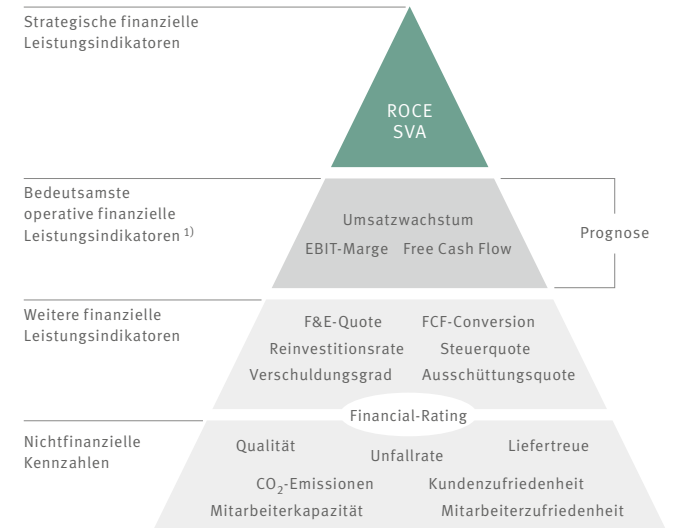 Strategische finanzielle
Leistungsindikatoren
ROCE
SVA
Bedeutsamste
operative finanzielle
Leistungsindikatoren 1)
Umsatzwachstum
EBIT-Marge Free Cash Flow
Prognose
Weitere finanzielle
Leistungsindikatoren
F&E-Quote FCF-Conversion
Reinvestitionsrate Steuerquote
Verschuldungsgrad Ausschüttungsquote
Financial-Rating
Nichtfinanzielle
Kennzahlen
Qualität Unfallrate Liefertreue
CO2-Emissionen Kundenzufriedenheit
Mitarbeiterkapazität Mitarbeiterzufriedenheit